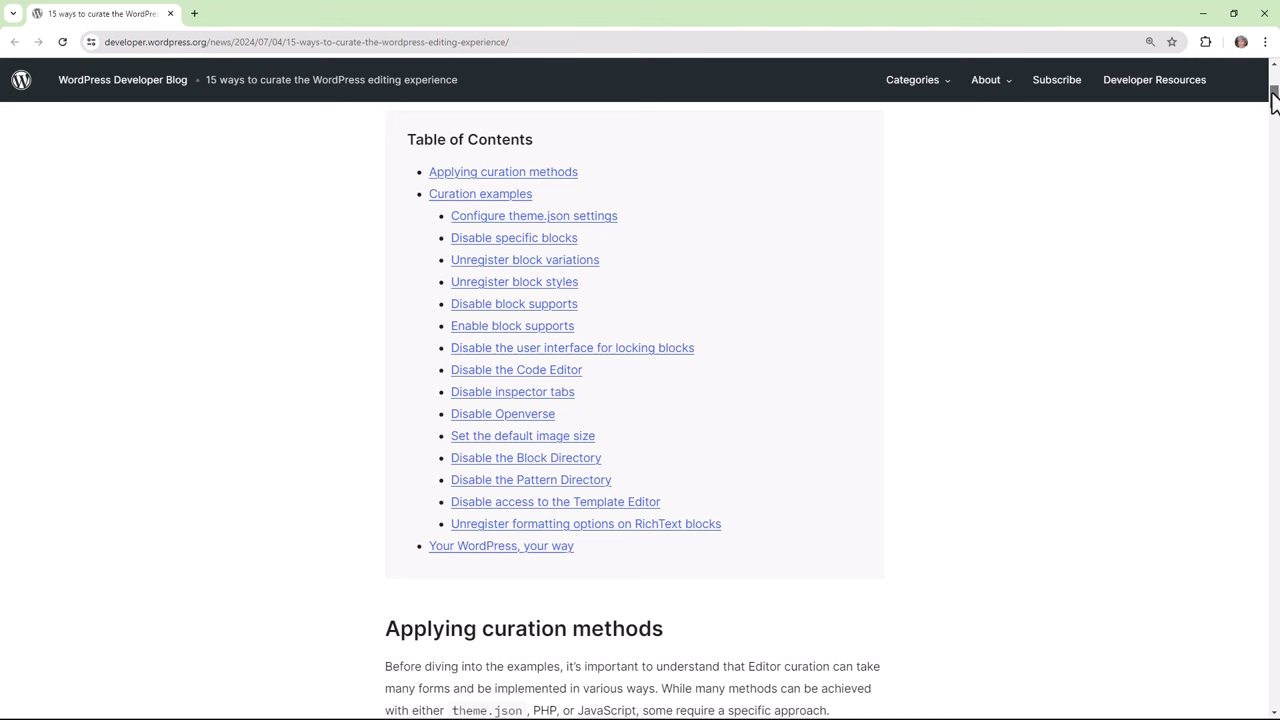 15 ways to curate the WordPres
developer.wordpress.org/news/2024/07/04/15-ways-to-curate-the-wordpress-editing-experience/
WordPress Developer Blog • 15 ways to curate the WordPress editing experience Categories About Subscribe Developer Resources
Table of Contents
Applying curation methods
Curation examples
Configure theme.json settings
Disable specific blocks
Unregister block variations
Unregister block styles
Disable block supports
Enable block supports
Disable the user interface for locking blocks
Disable the Code Editor
Disable inspector tabs
Disable Openverse
Set the default image size
Disable the Block Directory
Disable the Pattern Directory
Disable access to the Template Editor
Unregister formatting options on RichText blocks
Your WordPress, your way
Applying curation methods
Before diving into the examples, it's important to understand that Editor curation can take
many forms and be implemented in various ways. While many methods can be achieved
with either theme.json, PHP, or JavaScript, some require a specific approach.